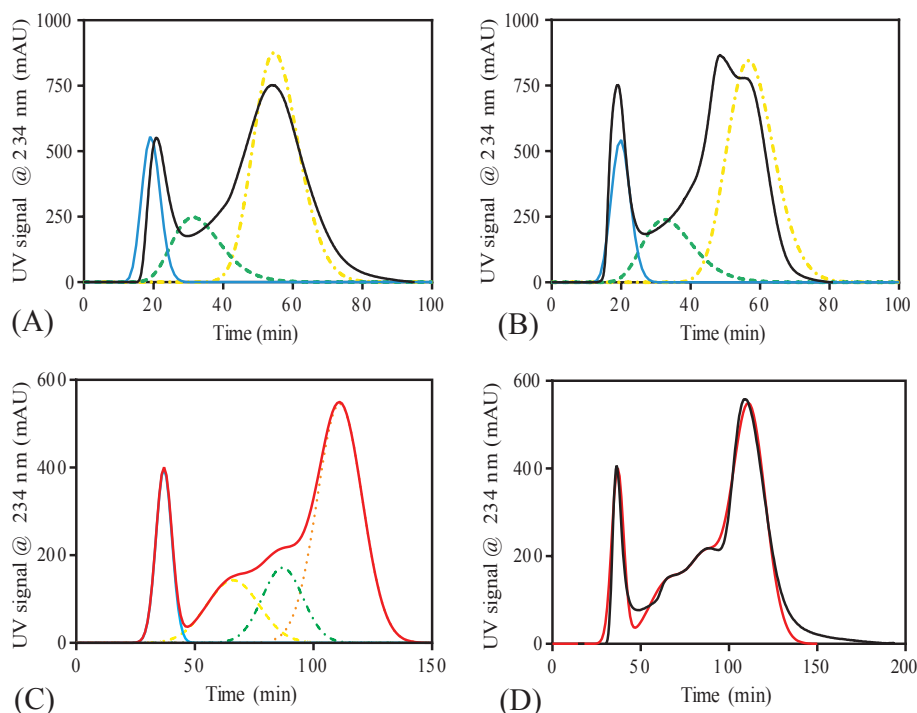 1000
750
500
250
0
UV signal @ 234 nm (mAU)
0 20 40 60 80 100
Time (min)
(A)
1000
750
500
250
0
UV signal @ 234 nm (mAU)
0 20 40 60 80 100
Time (min)
(B)
600
400
200
0
UV signal @ 234 nm (mAU)
0 50 100 150
Time (min)
(C)
600
400
200
0
UV signal @ 234 nm (mAU)
0 50 100 150 200
Time (min)
(D)